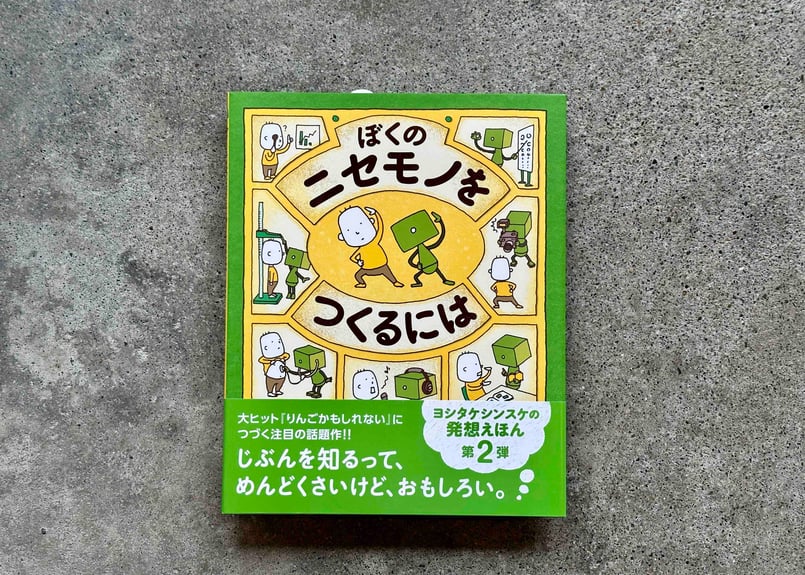 ぼくの
ニセモノを
つくるには
大ヒット『りんごかもしれない』に
つづく注目の話題作!!
じぶんを知るって、
めんどくさいけど、おもしろい。
ヨシタケシンスケの
発想えほん
第2弾